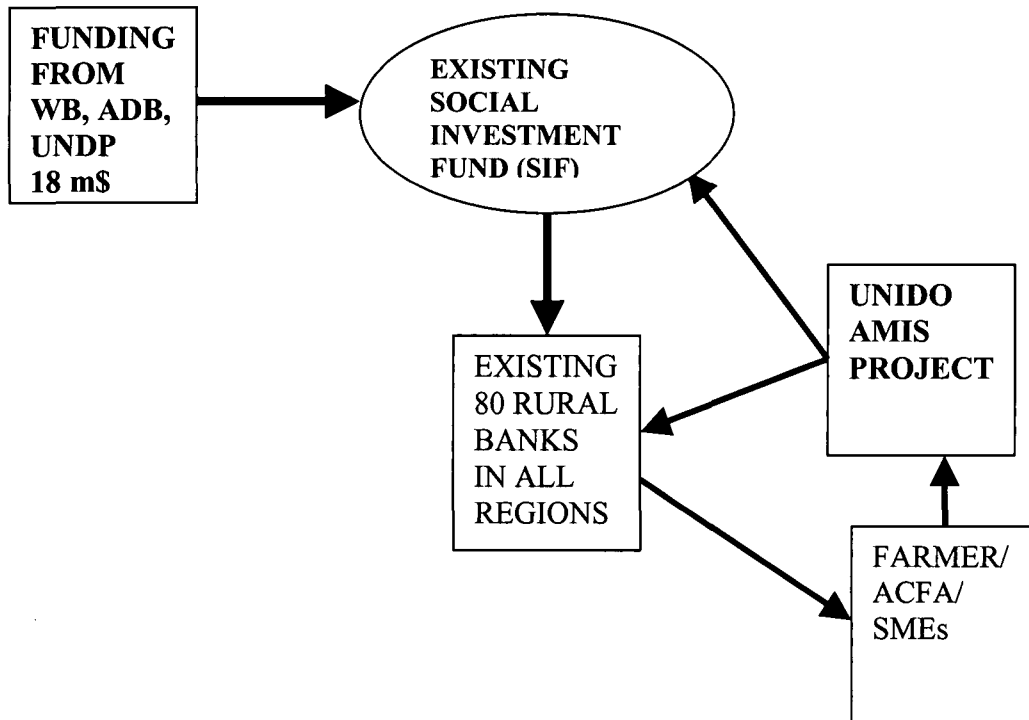 FUNDING
FROM
WB, ADB,
UNDP
18 m$
EXISTING
SOCIAL
INVESTMENT
FUND (SIF)
UNIDO
AMIS
PROJECT
EXISTING
80 RURAL
BANKS
IN ALL
REGIONS
FARMER/
ACFA/
SMEs